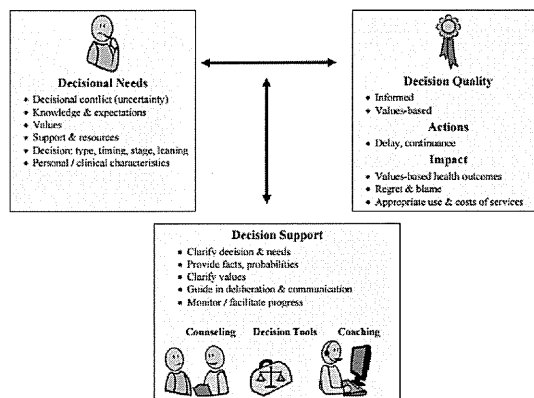 Decisional Needs
• Decisional conflict (uncertainty)
• Knowledge & expectations
• Values
• Support & resources
• Decision: type, timing, stage, leaning
• Personal / clinical characteristics
Decision Quality
• Informed
• Values-based
Actions
• Delay, continuance
Impact
• Values-based health outcomes
• Regret & blame
• Appropriate use & costs of services
Decision Support
• Clarify decision & needs
• Provide facts, probabilities
• Clarify values
• Guide in deliberation & communication
• Monitor / facilitate progress
Counseling Decision Tools Coaching